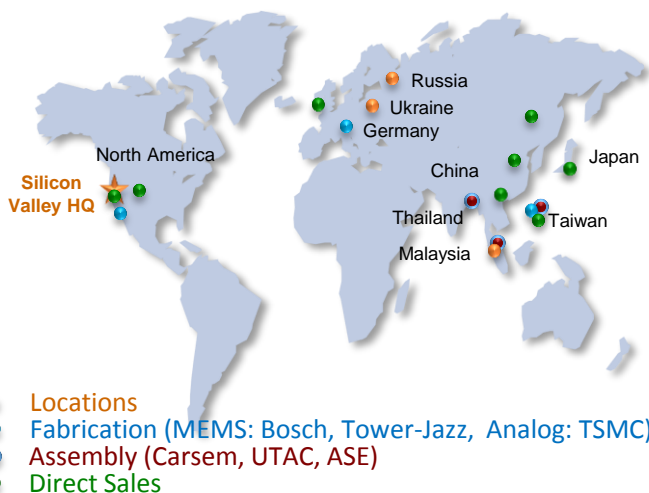 Russia
Ukraine
Germany
North America
Japan
China
Silicon
Valley HQ
Thailand
Taiwan
Malaysia
Locations
Fabrication (MEMS: Bosch, Tower-Jazz, Analog: TSMC)
Assembly (Carsem, UTAC, ASE)
Direct Sales